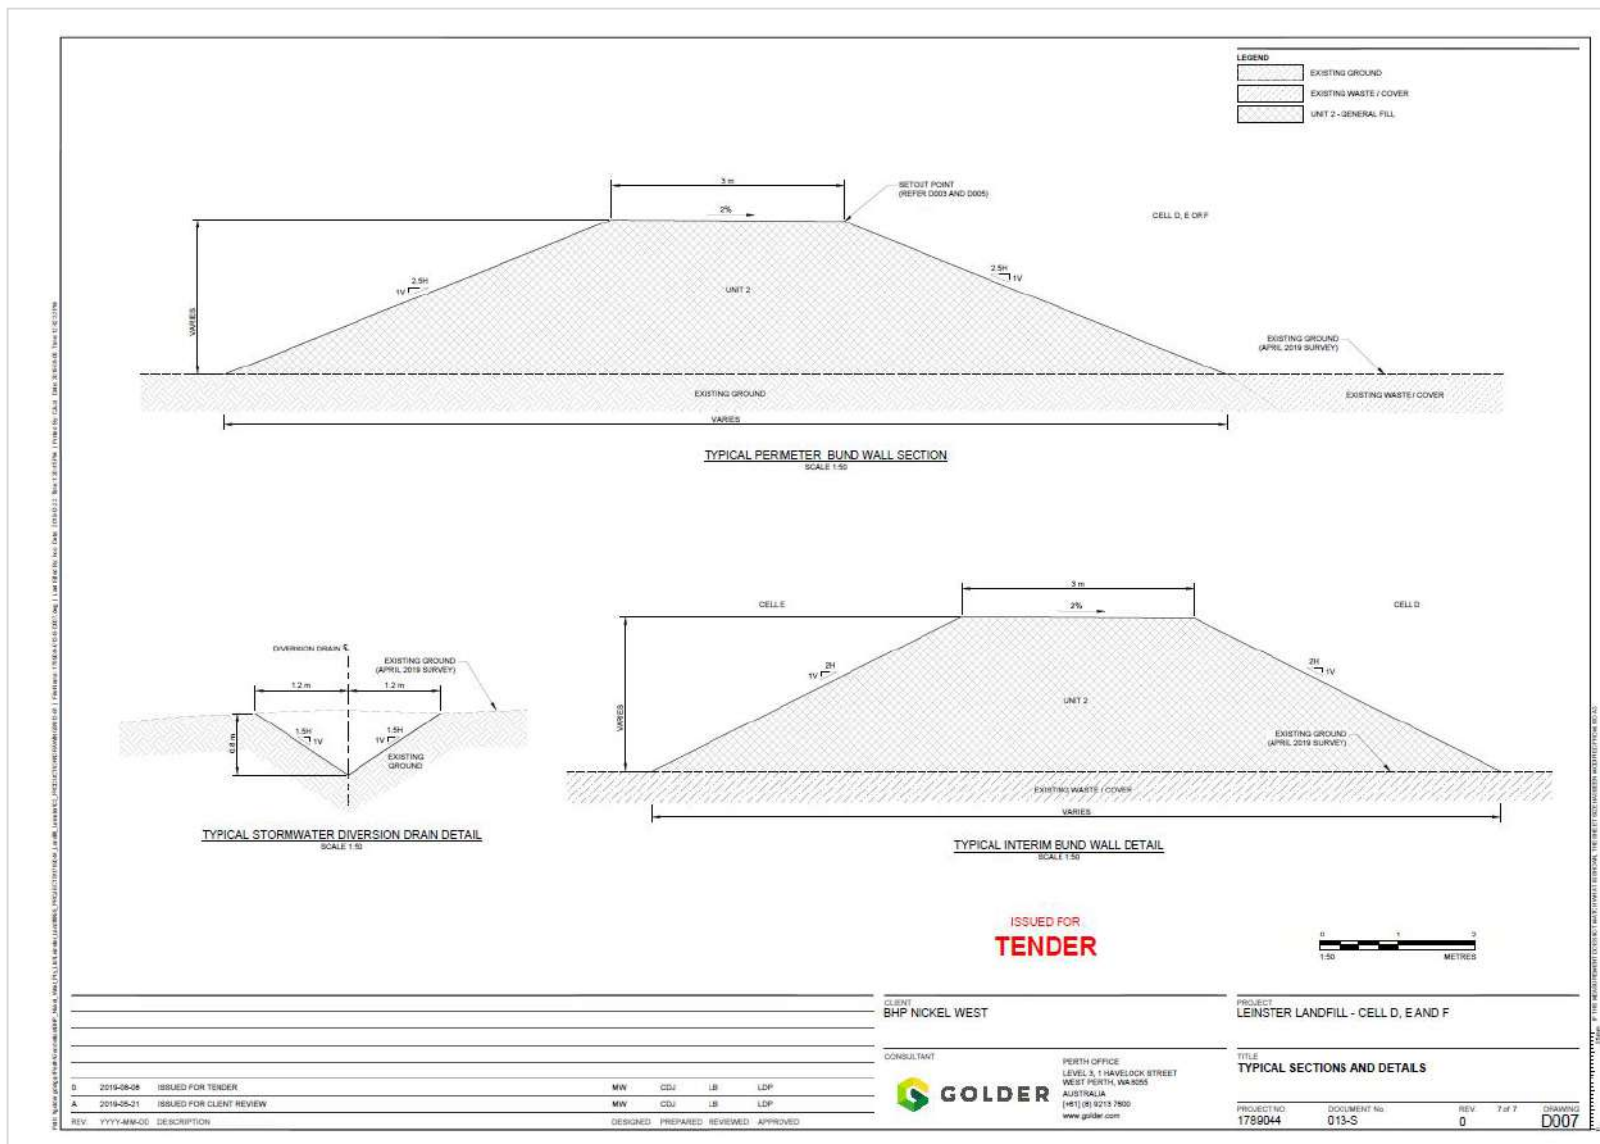 LEGEND
EXISTING GROUND
EXISTING WASTE / COVER
UNIT 2 - GENERAL FILL
3 m
SETOUT POINT
(REFER D003 AND D005)
2%
CELL D, E OR F
2.5H
1V
2.5H
1V
UNIT 2
VARIES
EXISTING GROUND
(APRIL 2019 SURVEY)
EXISTING GROUND
EXISTING WASTE / COVER
VARIES
TYPICAL PERIMETER BUND WALL SECTION
SCALE 1:50
DIVERSION DRAIN
EXISTING GROUND
(APRIL 2019 SURVEY)
1.2 m
1.2 m
1.5H
1V
1.5H
1V
0.8 m
EXISTING
GROUND
TYPICAL STORMWATER DIVERSION DRAIN DETAIL
SCALE 1:50
3 m
CELL E
2%
CELL D
2H
1V
2H
1V
UNIT 2
VARIES
EXISTING GROUND
(APRIL 2019 SURVEY)
EXISTING WASTE / COVER
VARIES
TYPICAL INTERIM BUND WALL DETAIL
SCALE 1:50
ISSUED FOR
TENDER
0 1 2
1:50 METRES
CLIENT
BHP NICKEL WEST
PROJECT
LEINSTER LANDFILL - CELL D, E AND F
CONSULTANT
GOLDER
PERTH OFFICE
LEVEL 3, 1 HAVELOCK STREET
WEST PERTH, WA 6005
AUSTRALIA
[+61] (8) 9213 7600
www.golder.com
TITLE
TYPICAL SECTIONS AND DETAILS
0 2019-08-08 ISSUED FOR TENDER MW CDJ LB LDP
A 2019-05-21 ISSUED FOR CLIENT REVIEW MW CDJ LB LDP
REV. YYYY-MM-DD DESCRIPTION DESIGNED PREPARED REVIEWED APPROVED
PROJECT NO. DOCUMENT No. REV. 7 of 7 DRAWING
1789044 013-S 0 D007